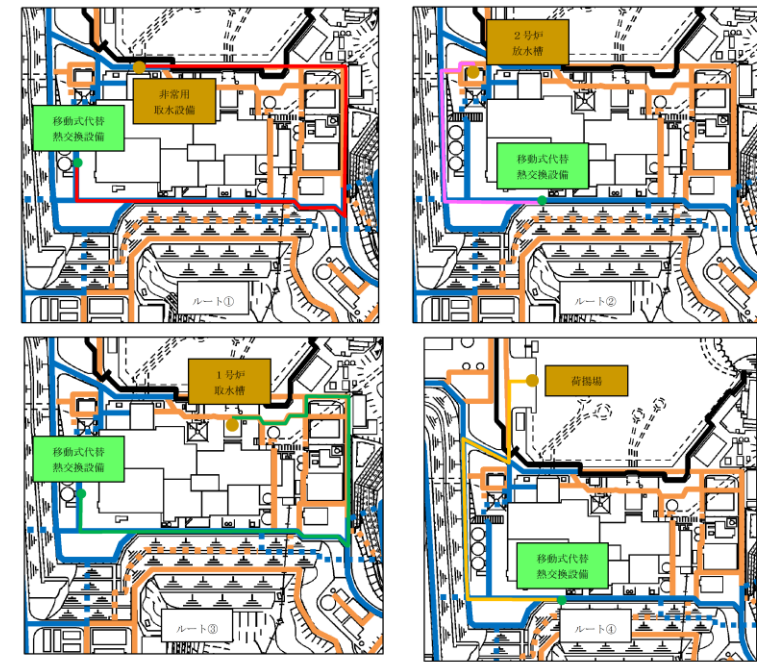 非常用
取水設備
移動式代替
熱交換設備
ルート①
2号炉
放水槽
移動式代替
熱交換設備
ルート②
1号炉
取水槽
移動式代替
熱交換設備
ルート③
荷揚場
移動式代替
熱交換設備
ルート④